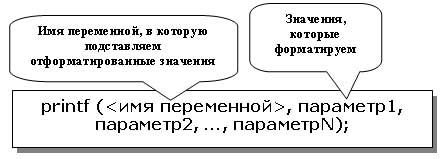 Имя переменной, в которую
подставляем
отформатированные значения
Значения,
которые
форматируем
printf (<имя переменной>, параметр1,
параметр2, ..., параметрN);